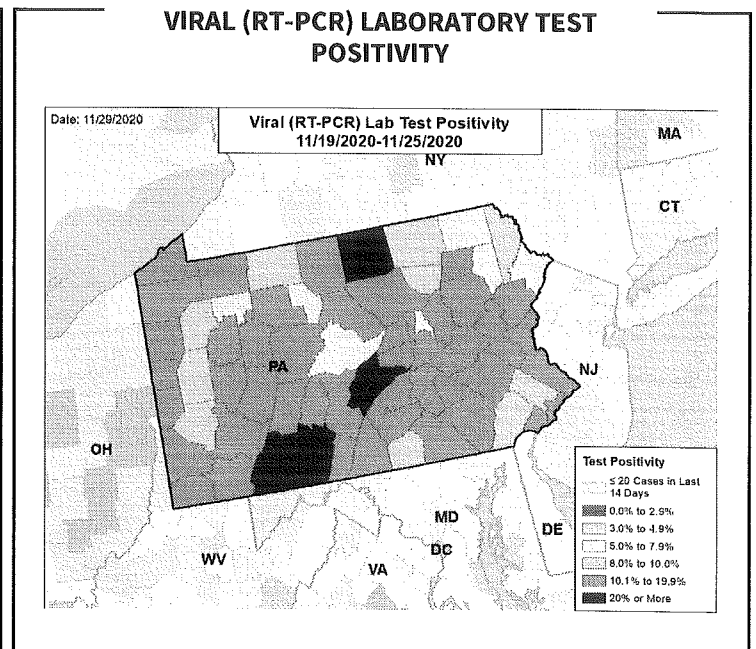 VIRAL (RT-PCR) LABORATORY TEST
POSITIVITY
Date: 11/29/2020
Viral (RT-PCR) Lab Test Positivity
11/19/2020-11/25/2020
NY
MA
CT
PA
NJ
OH
WV
VA
MD
DC
DE
Test Positivity
≤ 20 Cases in Last
14 Days
0.0% to 2.9%
3.0% to 4.9%
5.0% to 7.9%
8.0% to 10.0%
10.1% to 19.9%
20% or More